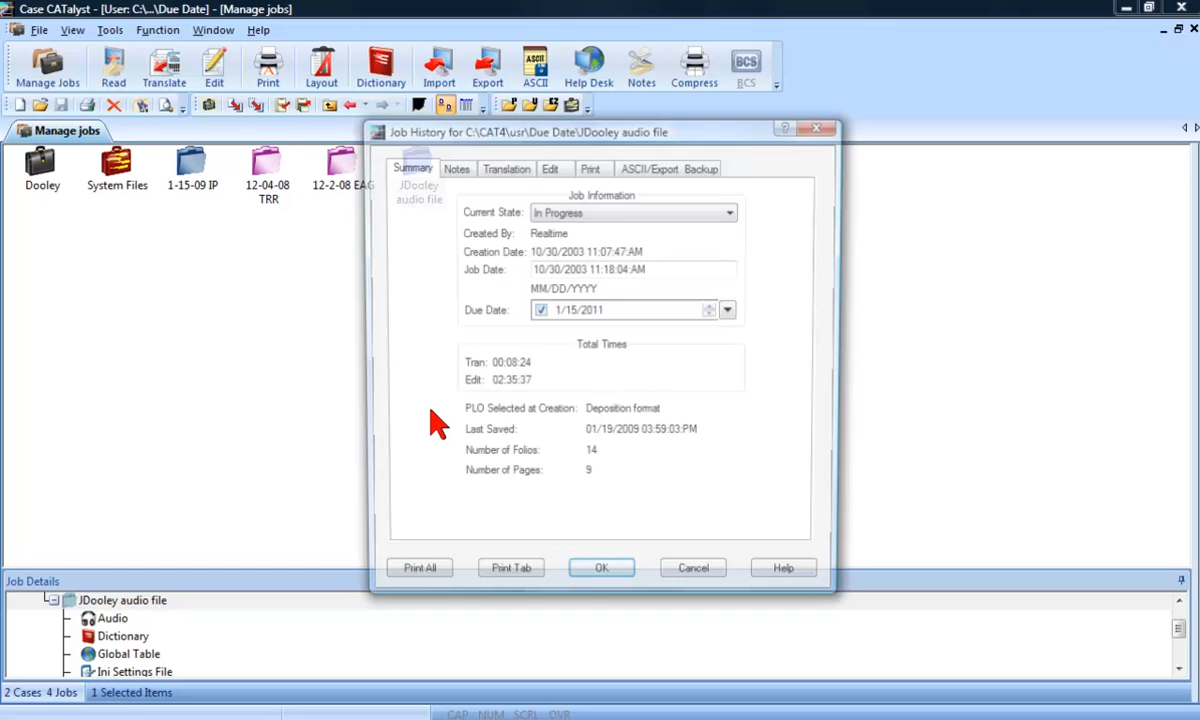 Case CATalyst - [User: C:\...\Due Date] - [Manage jobs]
File View Tools Function Window Help
Manage Jobs Read Translate Edit Print Layout Dictionary Import Export ASCII Help Desk Notes Compress BCS
ASCII
BCS
Manage jobs
Dooley System Files 1-15-09 IP 12-04-08 TRR 12-2-08 EAG
JDooley audio file
Job History for C:\CAT4\usr\Due Date\JDooley audio file
Summary Notes Translation Edit Print ASCII/Export Backup
Job Information
Current State: In Progress
Created By: Realtime
Creation Date: 10/30/2003 11:07:47:AM
Job Date: 10/30/2003 11:18:04:AM
MM/DD/YYYY
Due Date: 1/15/2011
Total Times
Tran: 00:08:24
Edit: 02:35:37
PLO Selected at Creation: Deposition format
Last Saved: 01/19/2009 03:59:03:PM
Number of Folios: 14
Number of Pages: 9
Print All Print Tab OK Cancel Help
Job Details
JDooley audio file
Audio
Dictionary
Global Table
Ini Settings File
2 Cases 4 Jobs 1 Selected Items
CAP NUM SCRL OVR